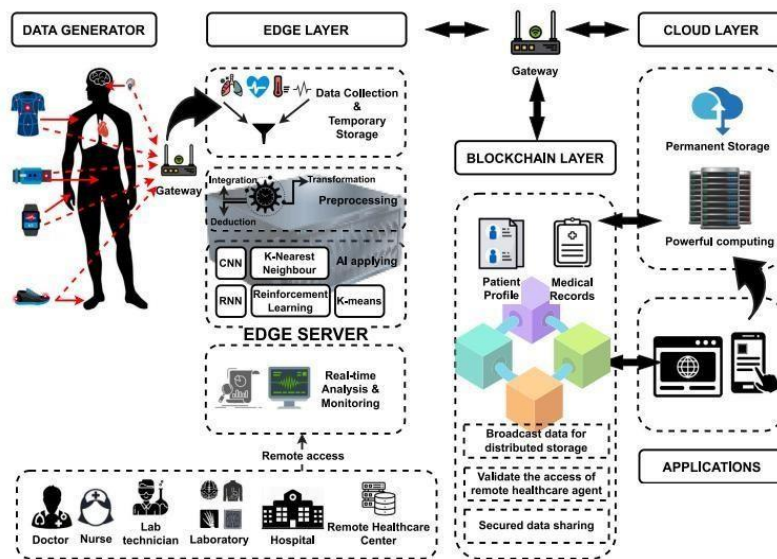 DATA GENERATOR
EDGE LAYER
Gateway
CLOUD LAYER
Data Collection
&
Temporary
Storage
Gateway
Integration
Transformation
Preprocessing
Deduction
CNN
K-Nearest
Neighbour
AI applying
RNN
Reinforcement
Learning
K-means
EDGE SERVER
Real-time
Analysis &
Monitoring
Remote access
Doctor
Nurse
Lab
technician
Laboratory
Hospital
Remote Healthcare
Center
BLOCKCHAIN LAYER
Patient
Profile
Medical
Records
Broadcast data for
distributed storage
Validate the access of
remote healthcare agent
Secured data sharing
Permanent Storage
Powerful computing
APPLICATIONS